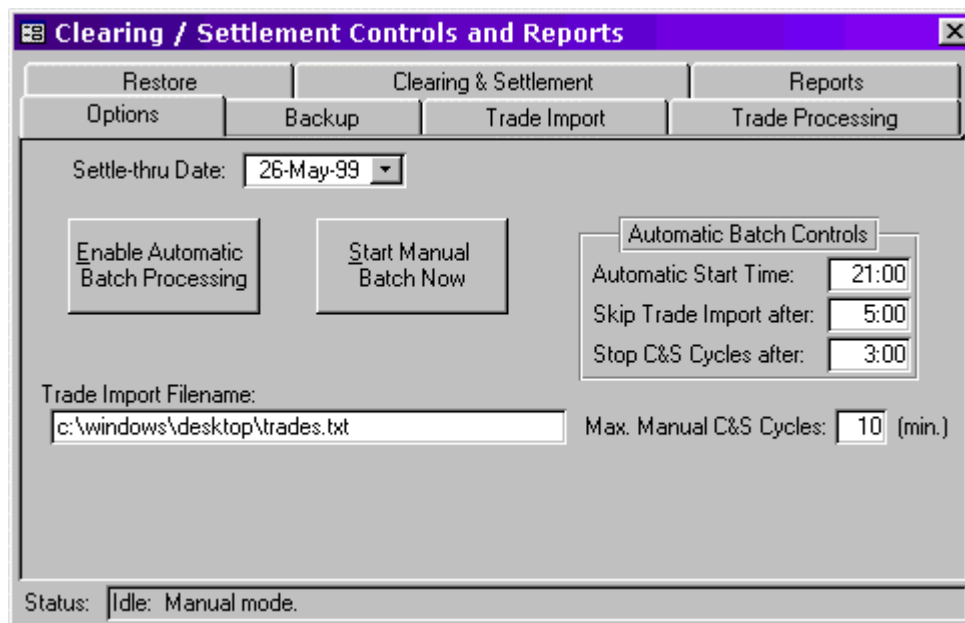 Clearing / Settlement Controls and Reports
Restore
Clearing & Settlement
Reports
Options
Backup
Trade Import
Trade Processing
Settle-thru Date: 26-May-99
Enable Automatic
Batch Processing
Start Manual
Batch Now
Automatic Batch Controls
Automatic Start Time: 21:00
Skip Trade Import after: 5:00
Stop C&S Cycles after: 3:00
Trade Import Filename:
c:\windows\desktop\trades.txt
Max. Manual C&S Cycles: 10 (min.)
Status: Idle: Manual mode.